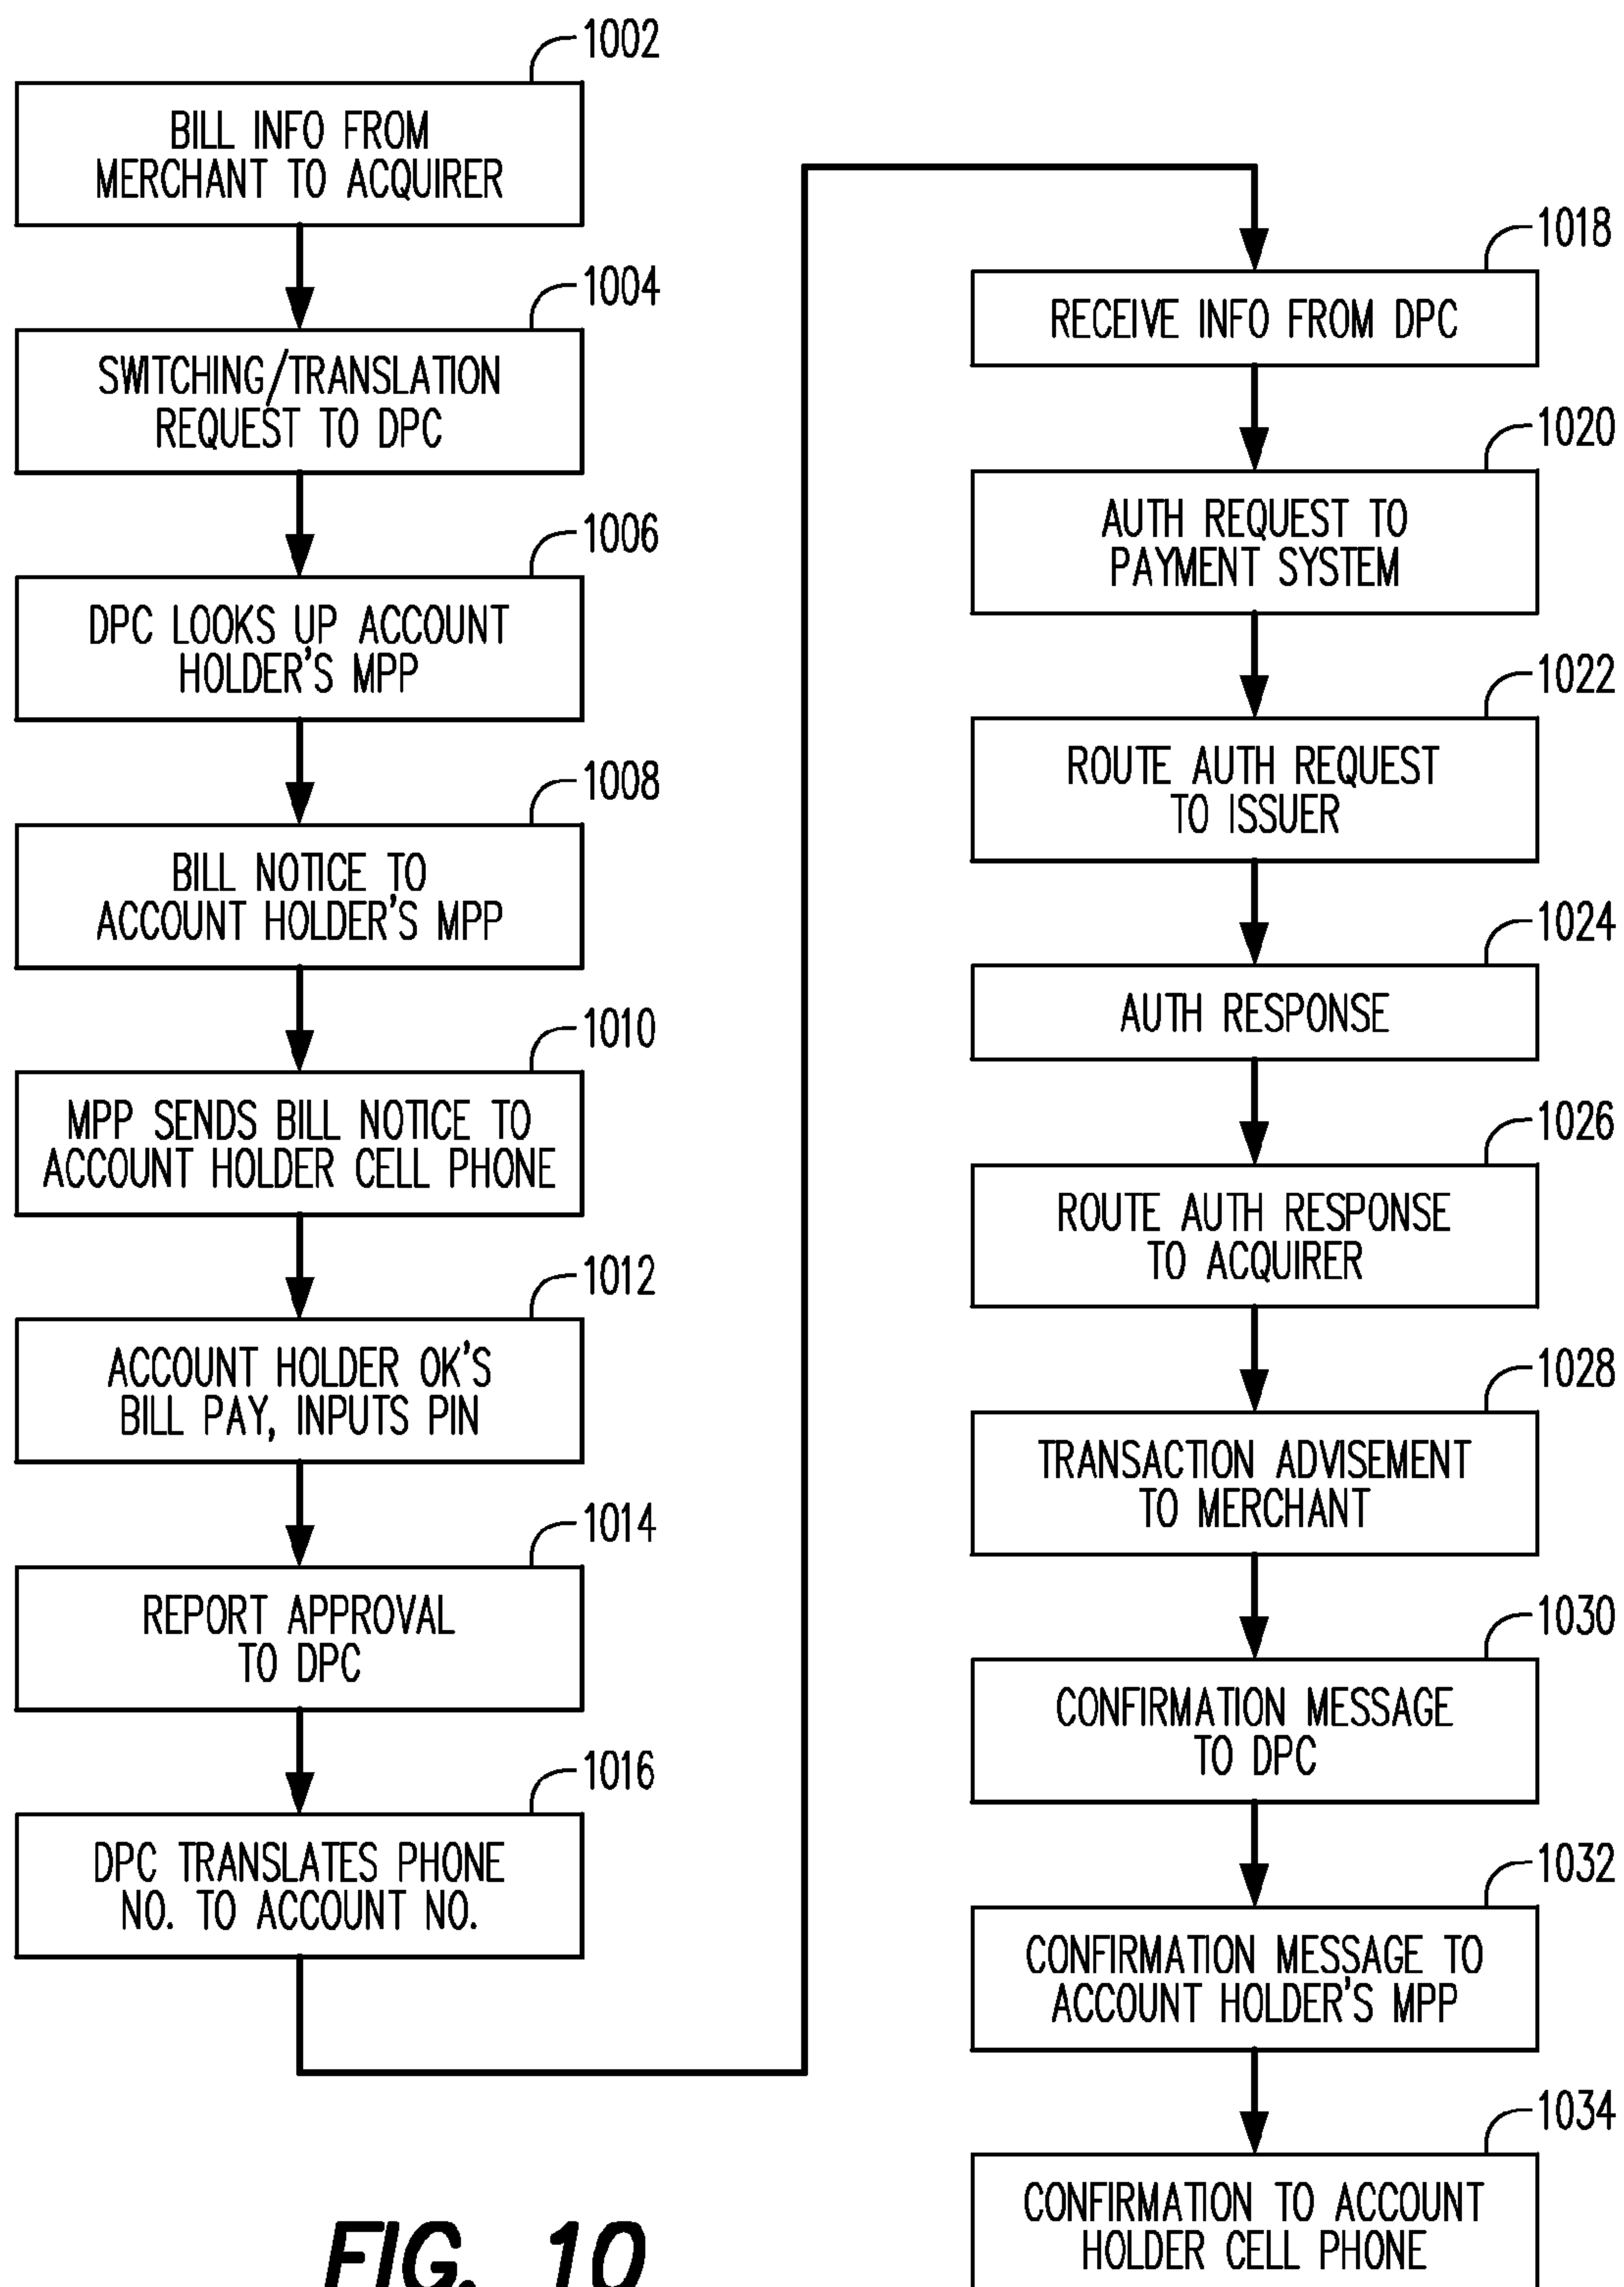 1002
BILL INFO FROM
MERCHANT TO ACQUIRER
1004
SWITCHING/TRANSLATION
REQUEST TO DPC
1006
DPC LOOKS UP ACCOUNT
HOLDER'S MPP
1008
BILL NOTICE TO
ACCOUNT HOLDER'S MPP
1010
MPP SENDS BILL NOTICE TO
ACCOUNT HOLDER CELL PHONE
1012
ACCOUNT HOLDER OK'S
BILL PAY, INPUTS PIN
1014
REPORT APPROVAL
TO DPC
1016
DPC TRANSLATES PHONE
NO. TO ACCOUNT NO.
1018
RECEIVE INFO FROM DPC
1020
AUTH REQUEST TO
PAYMENT SYSTEM
1022
ROUTE AUTH REQUEST
TO ISSUER
1024
AUTH RESPONSE
1026
ROUTE AUTH RESPONSE
TO ACQUIRER
1028
TRANSACTION ADVISEMENT
TO MERCHANT
1030
CONFIRMATION MESSAGE
TO DPC
1032
CONFIRMATION MESSAGE TO
ACCOUNT HOLDER'S MPP
1034
CONFIRMATION TO ACCOUNT
HOLDER CELL PHONE
FIG. 10